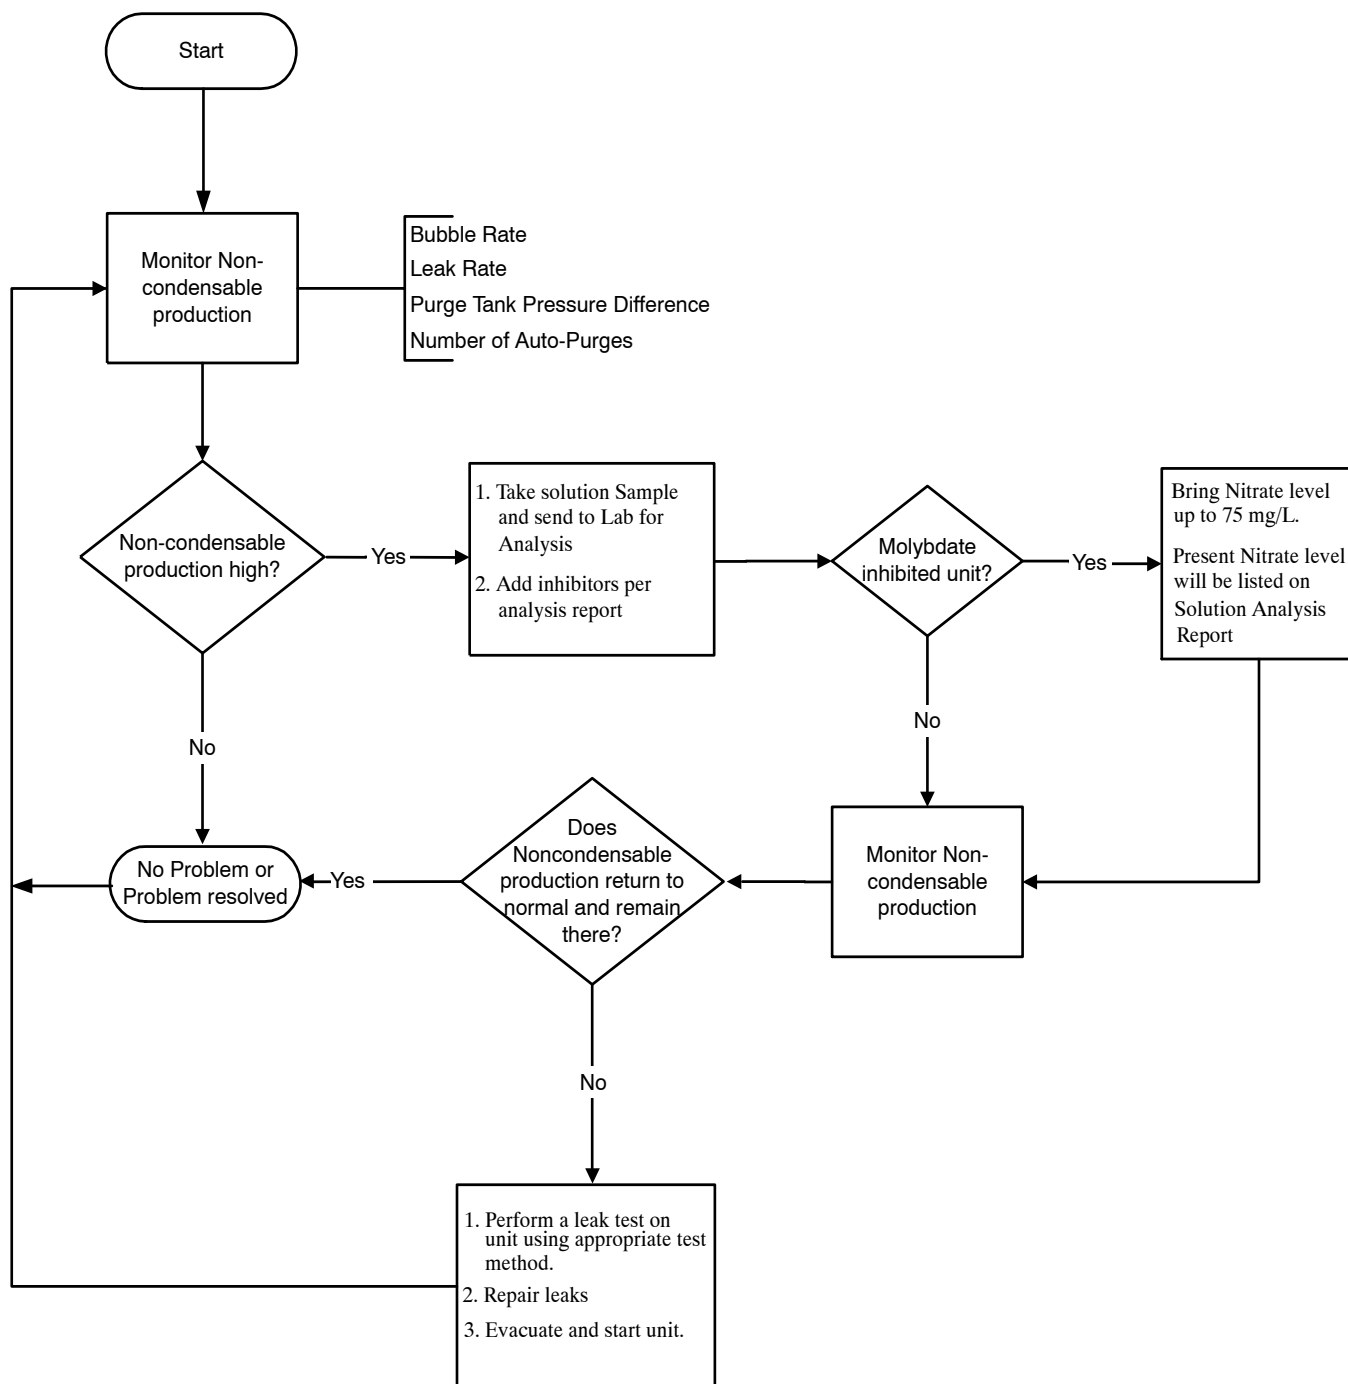 Start
Monitor Non-
condensable
production
Bubble Rate
Leak Rate
Purge Tank Pressure Difference
Number of Auto-Purges
Non-condensable
production high?
Yes
1. Take solution Sample
and send to Lab for
Analysis
2. Add inhibitors per
analysis report
Molybdate
inhibited unit?
Yes
Bring Nitrate level
up to 75 mg/L.
Present Nitrate level
will be listed on
Solution Analysis
Report
No
No
Monitor Non-
condensable
production
Does
Noncondensable
production return to
normal and remain
there?
Yes
No Problem or
Problem resolved
No
1. Perform a leak test on
unit using appropriate test
method.
2. Repair leaks
3. Evacuate and start unit.